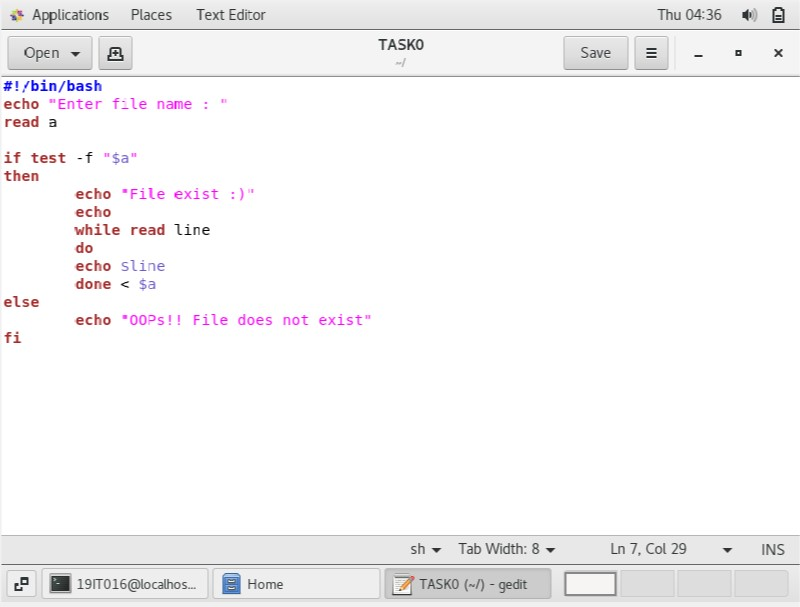 Applications Places Text Editor Thu 04:36
Open TASK0 Save
~/
#!/bin/bash
echo "Enter file name : "
read a
if test -f "$a"
then
echo "File exist :)"
echo
while read line
do
echo $line
done < $a
else
echo "OOPs!! File does not exist"
fi
sh Tab Width: 8 Ln 7, Col 29 INS
19IT016@localhos... Home TASK0 (~/) - gedit